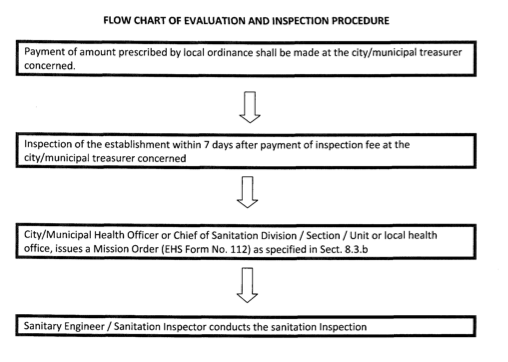 FLOW CHART OF EVALUATION AND INSPECTION PROCEDURE
Payment of amount prescribed by local ordinance shall be made at the city/municipal treasurer
concerned.
Inspection of the establishment within 7 days after payment of inspection fee at the
city/municipal treasurer concerned
City/Municipal Health Officer or Chief of Sanitation Division / Section / Unit or local health
office, issues a Mission Order (EHS Form No. 112) as specified in Sect. 8.3.b
Sanitary Engineer / Sanitation Inspector conducts the sanitation Inspection